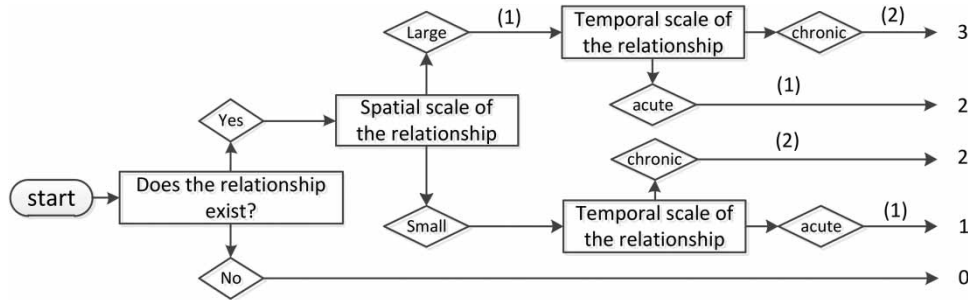 (1)
Large
Temporal scale of
the relationship
(2)
chronic
3
acute
(1)
2
Yes
Spatial scale of
the relationship
chronic
(2)
2
start
Does the relationship
exist?
Small
Temporal scale of
the relationship
acute
(1)
1
No
0